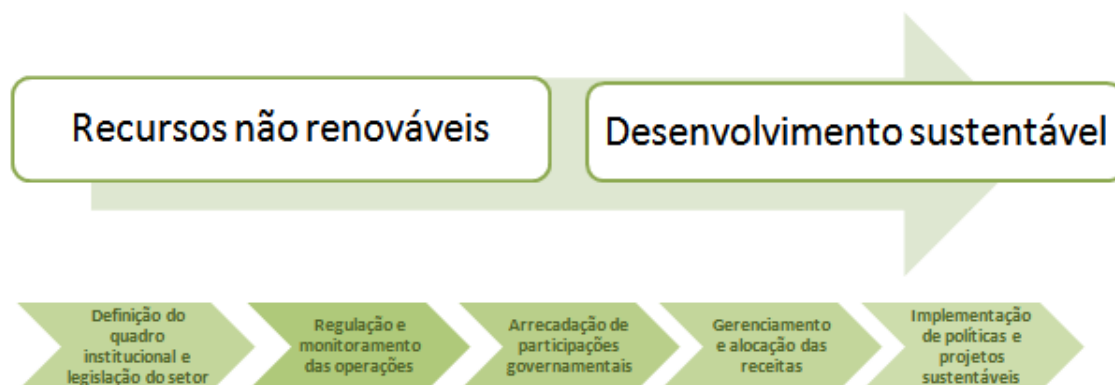 Recursos não renováveis
Desenvolvimento sustentável
Definição do
quadro
institucional e
legislação do setor
Regulação e
monitoramento
das operações
Arrecadação de
participações
governamentais
Gerenciamento
e alocação das
receitas
Implementação
de políticas e
projetos
sustentáveis